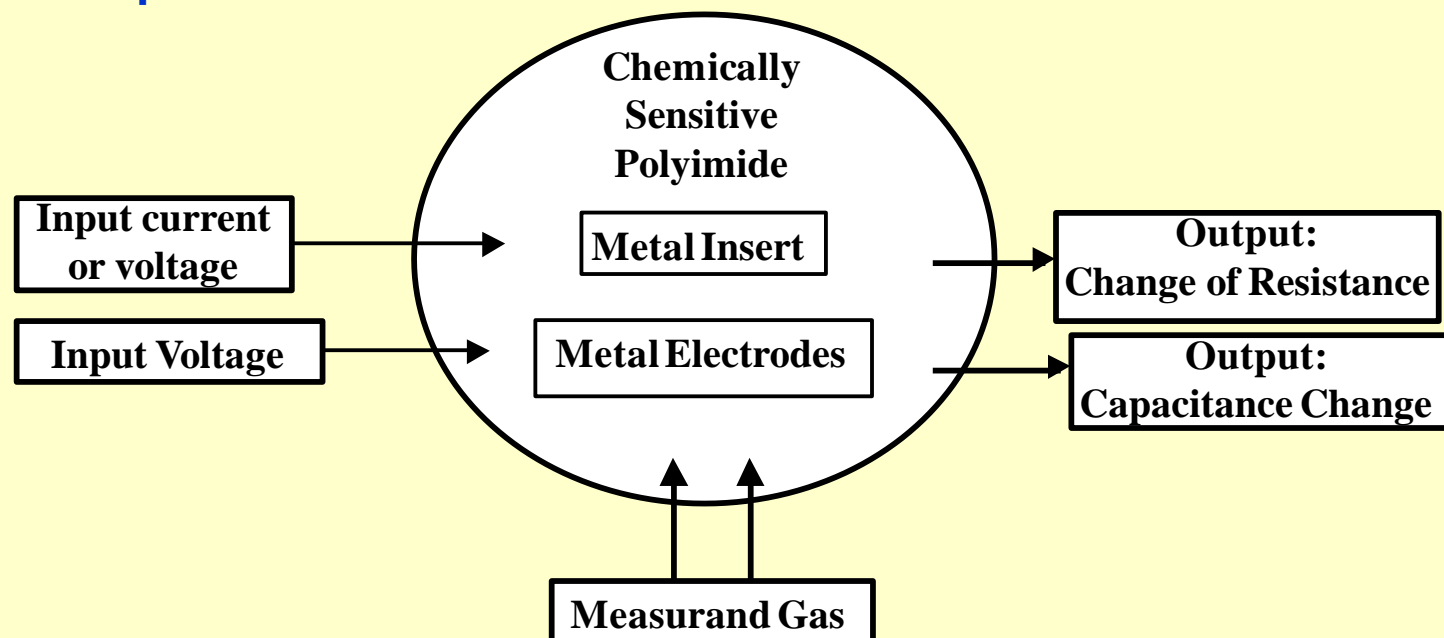 Chemically
Sensitive
Polyimide
Input current
or voltage
Metal Insert
Output:
Change of Resistance
Input Voltage
Metal Electrodes
Output:
Capacitance Change
Measurand Gas